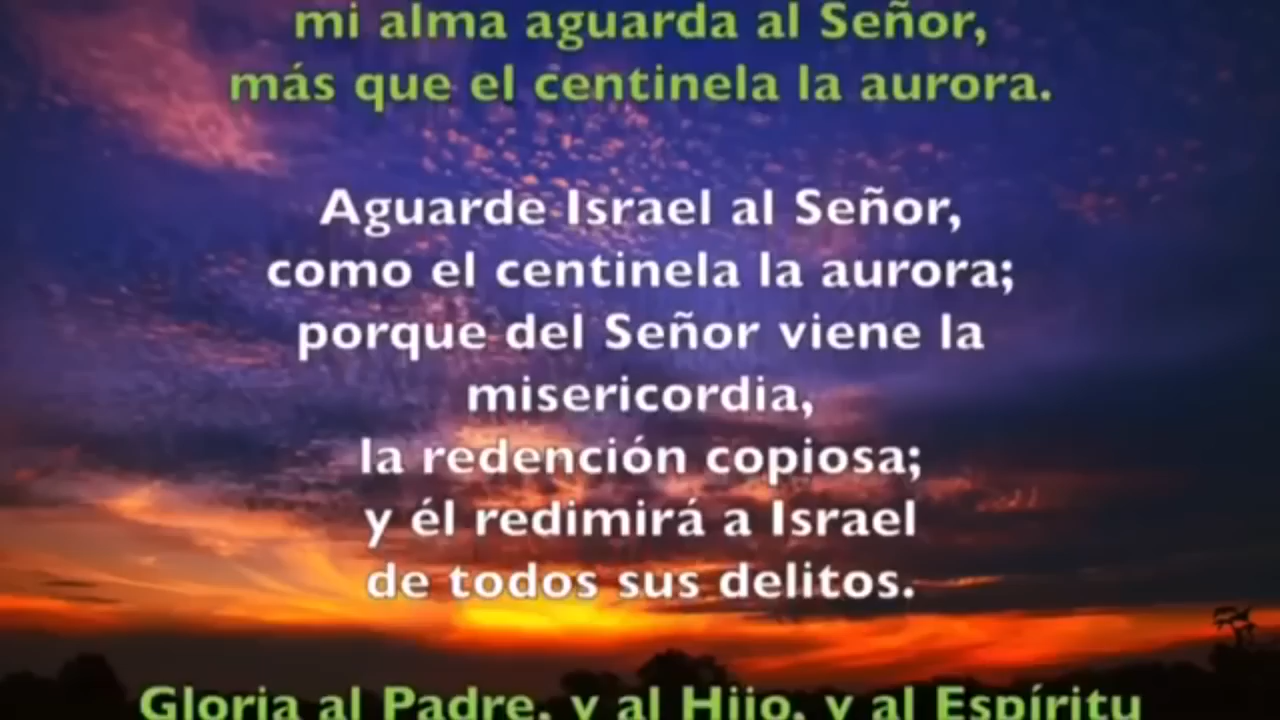 mi alma aguarda al Señor,
más que el centinela la aurora.
Aguarde Israel al Señor,
como el centinela la aurora;
porque del Señor viene la
misericordia,
la redención copiosa;
y él redimirá a Israel
de todos sus delitos.
Gloria al Padre, y al Hijo, y al Espíritu